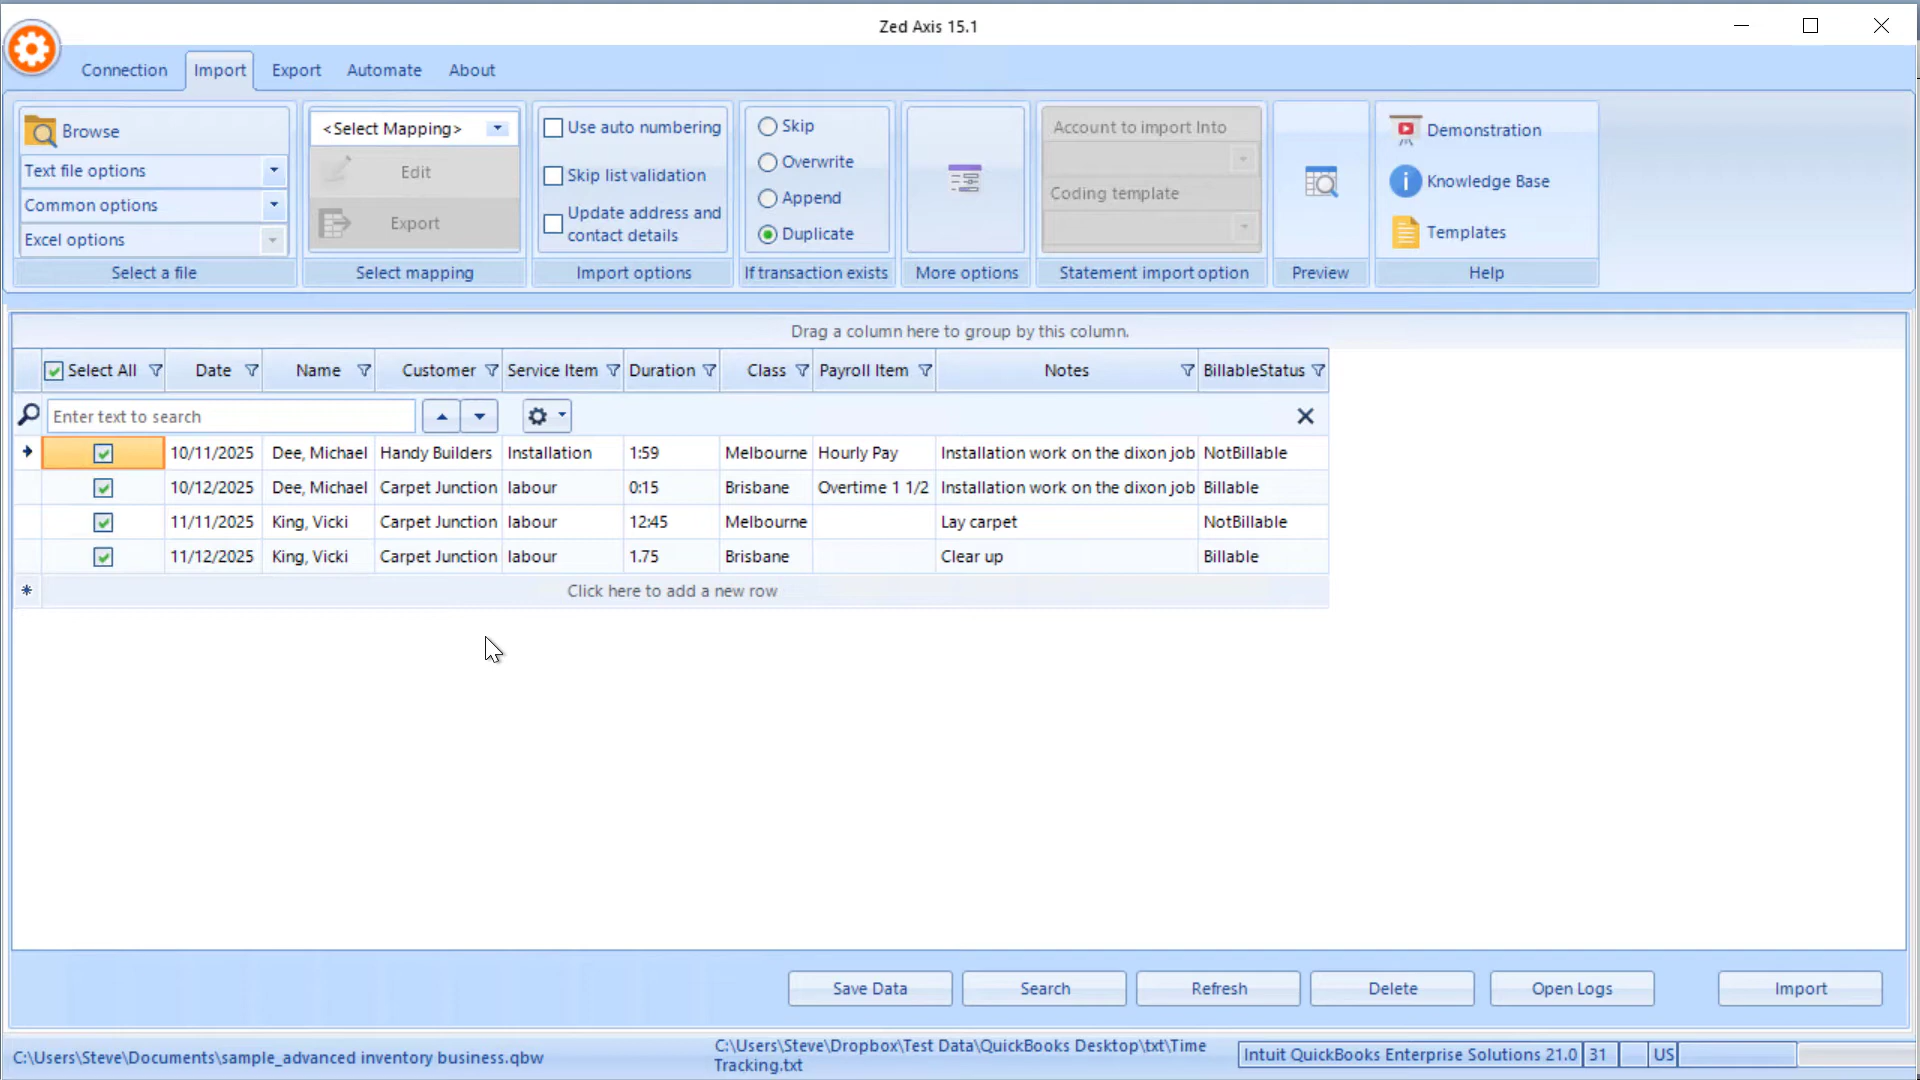 Zed Axis 15.1
Connection Import Export Automate About
Browse
Text file options
Common options
Excel options
Select a file
<Select Mapping>
Edit
Export
Select mapping
Use auto numbering
Skip list validation
Update address and
contact details
Import options
Skip
Overwrite
Append
Duplicate
If transaction exists
More options
Account to import Into
Coding template
Statement import option
Preview
Demonstration
Knowledge Base
Templates
Help
Drag a column here to group by this column.
Select All Date Name Customer Service Item Duration Class Payroll Item Notes BillableStatus
Enter text to search
10/11/2025 Dee, Michael Handy Builders Installation 1:59 Melbourne Hourly Pay Installation work on the dixon job NotBillable
10/12/2025 Dee, Michael Carpet Junction labour 0:15 Brisbane Overtime 1 1/2 Installation work on the dixon job Billable
11/11/2025 King, Vicki Carpet Junction labour 12:45 Melbourne Lay carpet NotBillable
11/12/2025 King, Vicki Carpet Junction labour 1.75 Brisbane Clear up Billable
Click here to add a new row
Save Data Search Refresh Delete Open Logs Import
C:\Users\Steve\Documents\sample_advanced inventory business.qbw
C:\Users\Steve\Dropbox\Test Data\QuickBooks Desktop\txt\Time
Tracking.txt
Intuit QuickBooks Enterprise Solutions 21.0 31 US